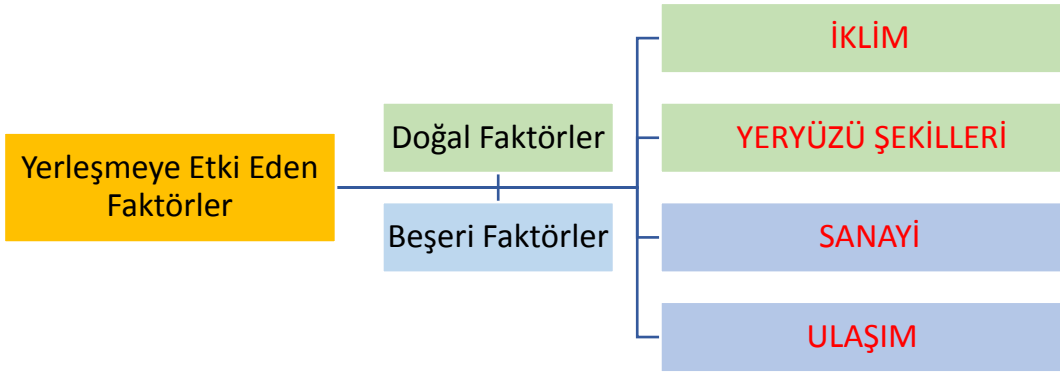 Yerleşmeye Etki Eden
Faktörler
Doğal Faktörler
Beşeri Faktörler
İKLİM
YERYÜZÜ ŞEKİLLERİ
SANAYİ
ULAŞIM